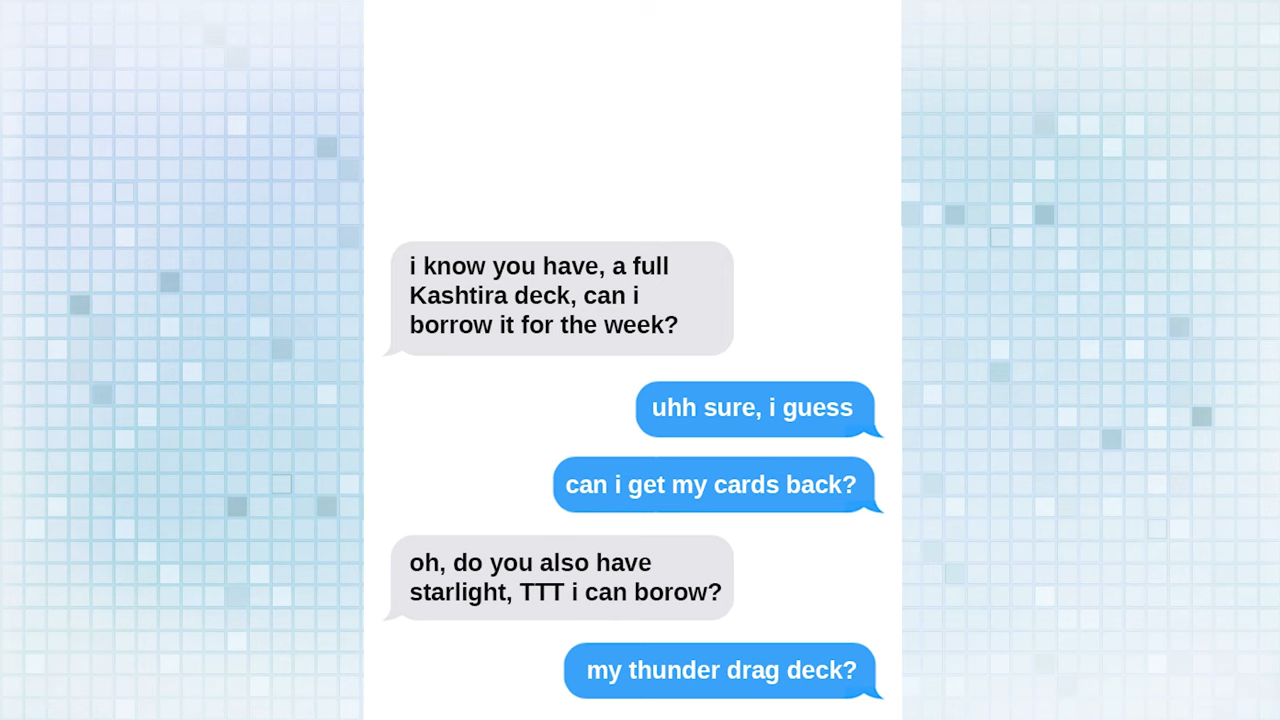 i know you have, a full
Kashtira deck, can i
borrow it for the week?
uhh sure, i guess
can i get my cards back?
oh, do you also have
starlight, TTT i can borow?
my thunder drag deck?